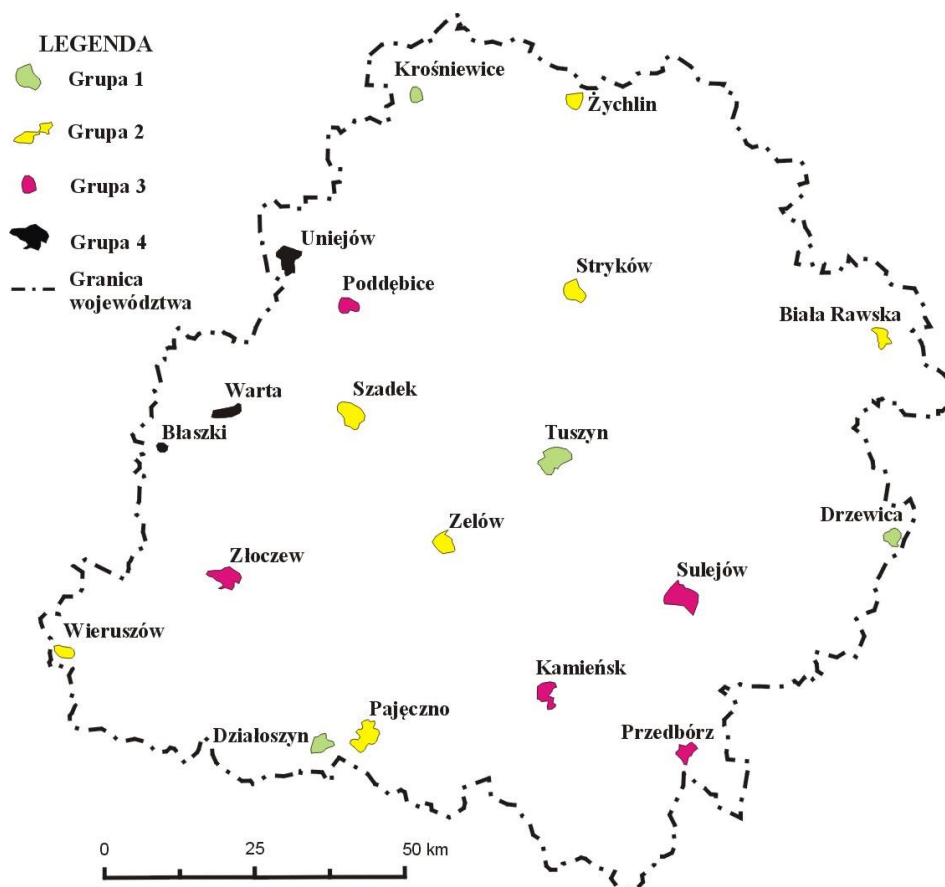 LEGENDA
Grupa 1
Grupa 2
Grupa 3
Grupa 4
Granica
województwa
Krośniewice
Żychlin
Uniejów
Poddębice
Stryków
Biała Rawska
Warta
Szadek
Błaszki
Tuszyn
Drzewica
Zelów
Złoczew
Sulejów
Wieruszów
Kamieńsk
Pajęczno
Działoszyn
Przedbórz
0 25 50 km